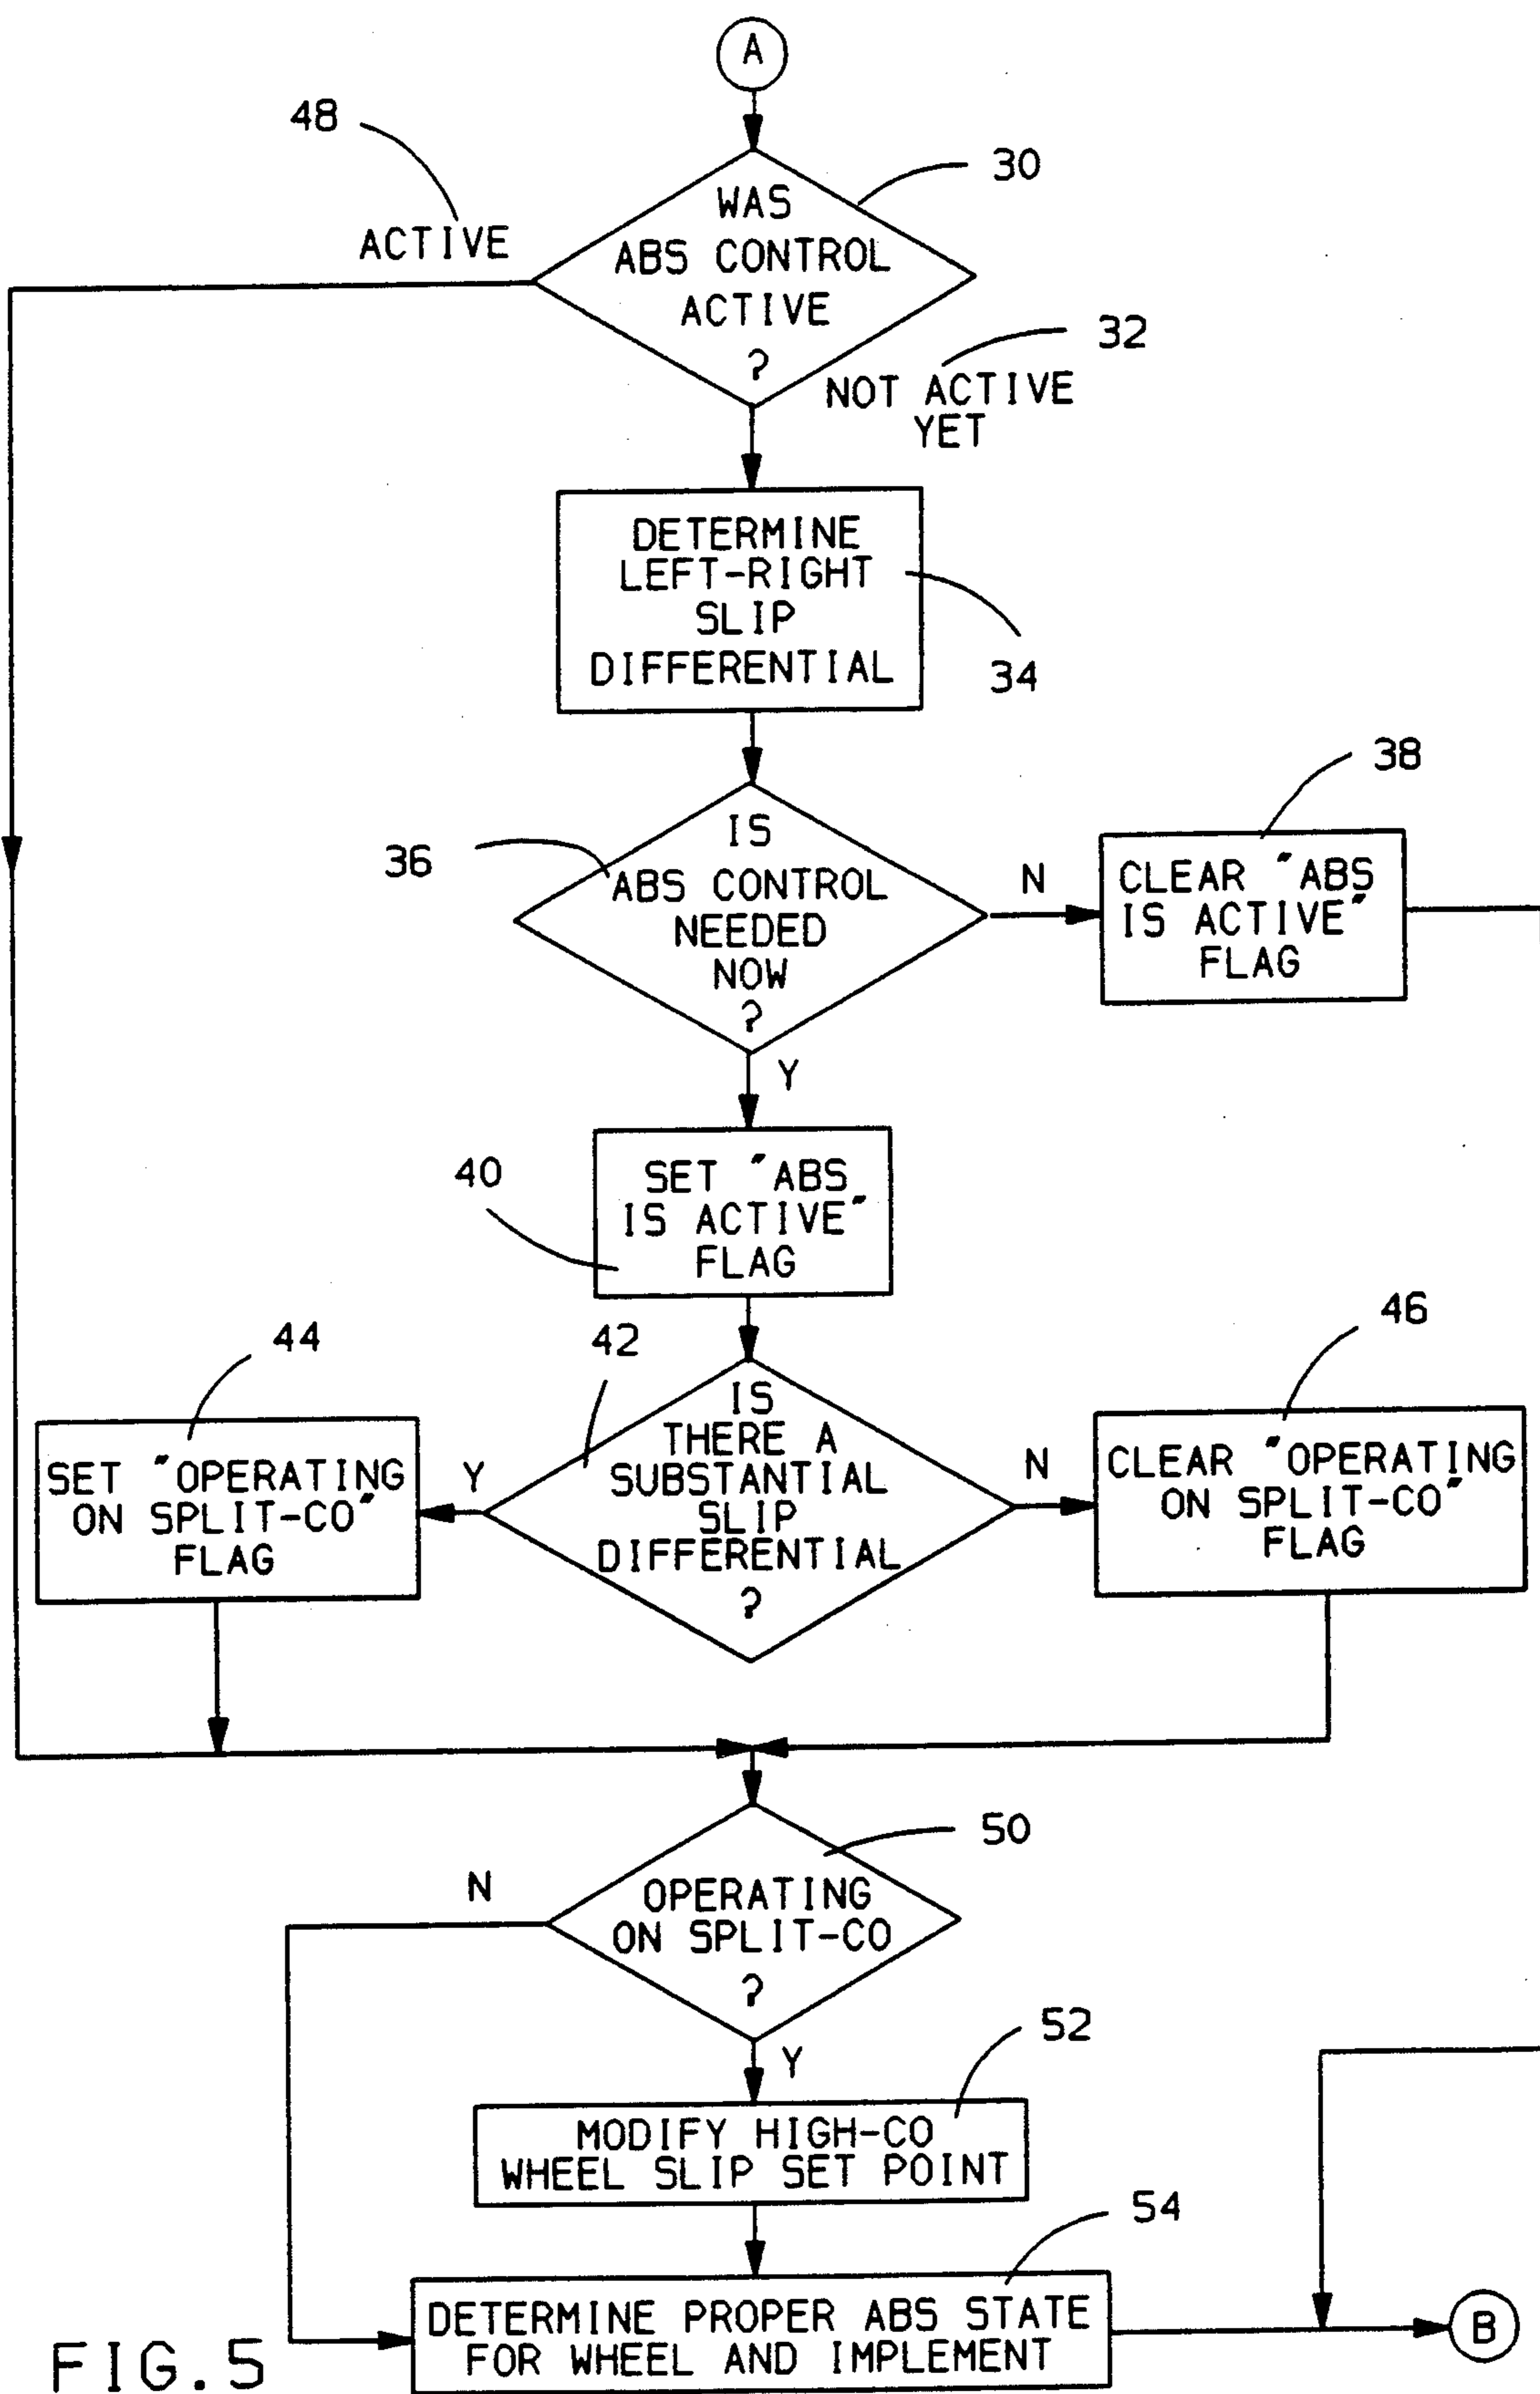 A
48
30
WAS
ABS CONTROL
ACTIVE
?
ACTIVE
32
NOT ACTIVE
YET
DETERMINE
LEFT-RIGHT
SLIP
DIFFERENTIAL
34
36
IS
ABS CONTROL
NEEDED
NOW
?
N
38
CLEAR "ABS
IS ACTIVE"
FLAG
Y
40
SET "ABS
IS ACTIVE"
FLAG
44
42
46
IS
THERE A
SUBSTANTIAL
SLIP
DIFFERENTIAL
?
Y
SET "OPERATING
ON SPLIT-CO"
FLAG
N
CLEAR "OPERATING
ON SPLIT-CO"
FLAG
50
N
OPERATING
ON SPLIT-CO
?
Y
52
MODIFY HIGH-CO
WHEEL SLIP SET POINT
54
DETERMINE PROPER ABS STATE
FOR WHEEL AND IMPLEMENT
B
FIG.5